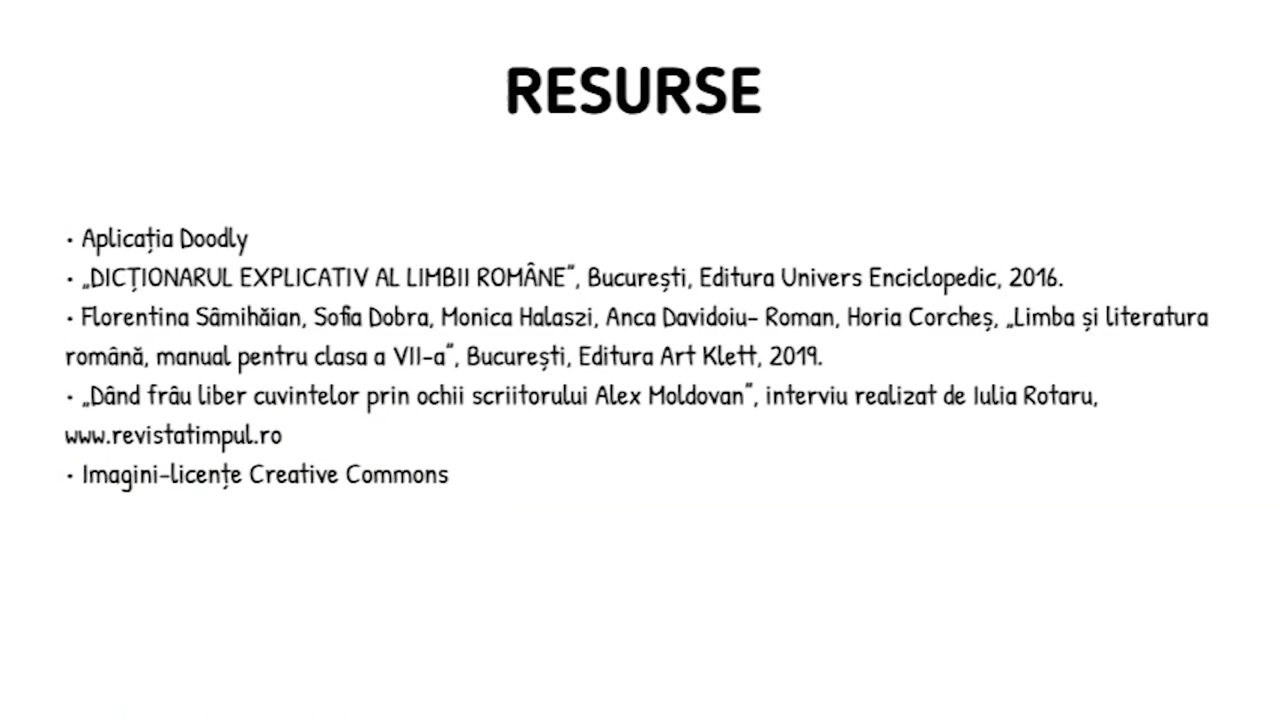 RESURSE
• Aplicația Doodly
• „DICȚIONARUL EXPLICATIV AL LIMBII ROMÂNE”, București, Editura Univers Enciclopedic, 2016.
• Florentina Sâmihăian, Sofia Dobra, Monica Halaszi, Anca Davidoiu- Roman, Horia Corcheș, „Limba și literatura
română, manual pentru clasa a VII-a”, București, Editura Art Klett, 2019.
• „Dând frâu liber cuvintelor prin ochii scriitorului Alex Moldovan”, interviu realizat de Iulia Rotaru,
www.revistatimpul.ro
• Imagini-licențe Creative Commons